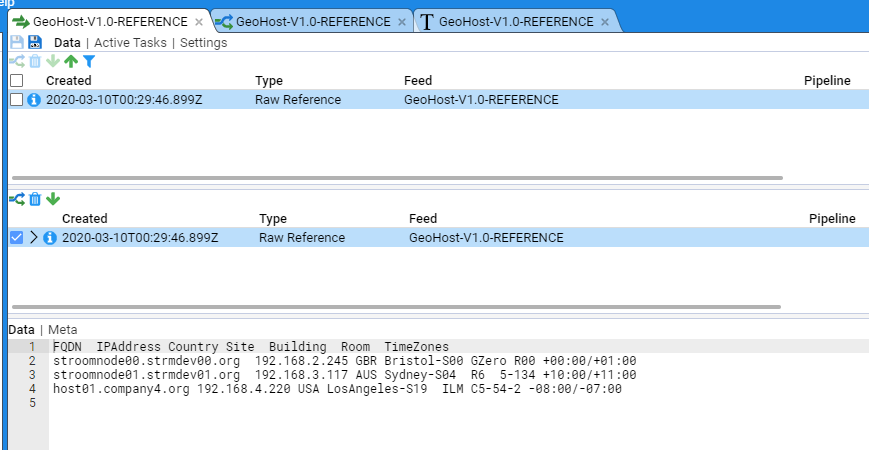 elp
GeoHost-V1.0-REFERENCE × GeoHost-V1.0-REFERENCE × T GeoHost-V1.0-REFERENCE ×
Data | Active Tasks | Settings
Created Type Feed Pipeline
2020-03-10T00:29:46.899Z Raw Reference GeoHost-V1.0-REFERENCE
Created Type Feed Pipeline
2020-03-10T00:29:46.899Z Raw Reference GeoHost-V1.0-REFERENCE
Data | Meta
1 FQDN IPAddress Country Site Building Room TimeZones
2 stroomnode00.strmdev00.org 192.168.2.245 GBR Bristol-S00 GZero R00 +00:00/+01:00
3 stroomnode01.strmdev01.org 192.168.3.117 AUS Sydney-S04 R6 5-134 +10:00/+11:00
4 host01.company4.org 192.168.4.220 USA LosAngeles-S19 ILM C5-54-2 -08:00/-07:00
5